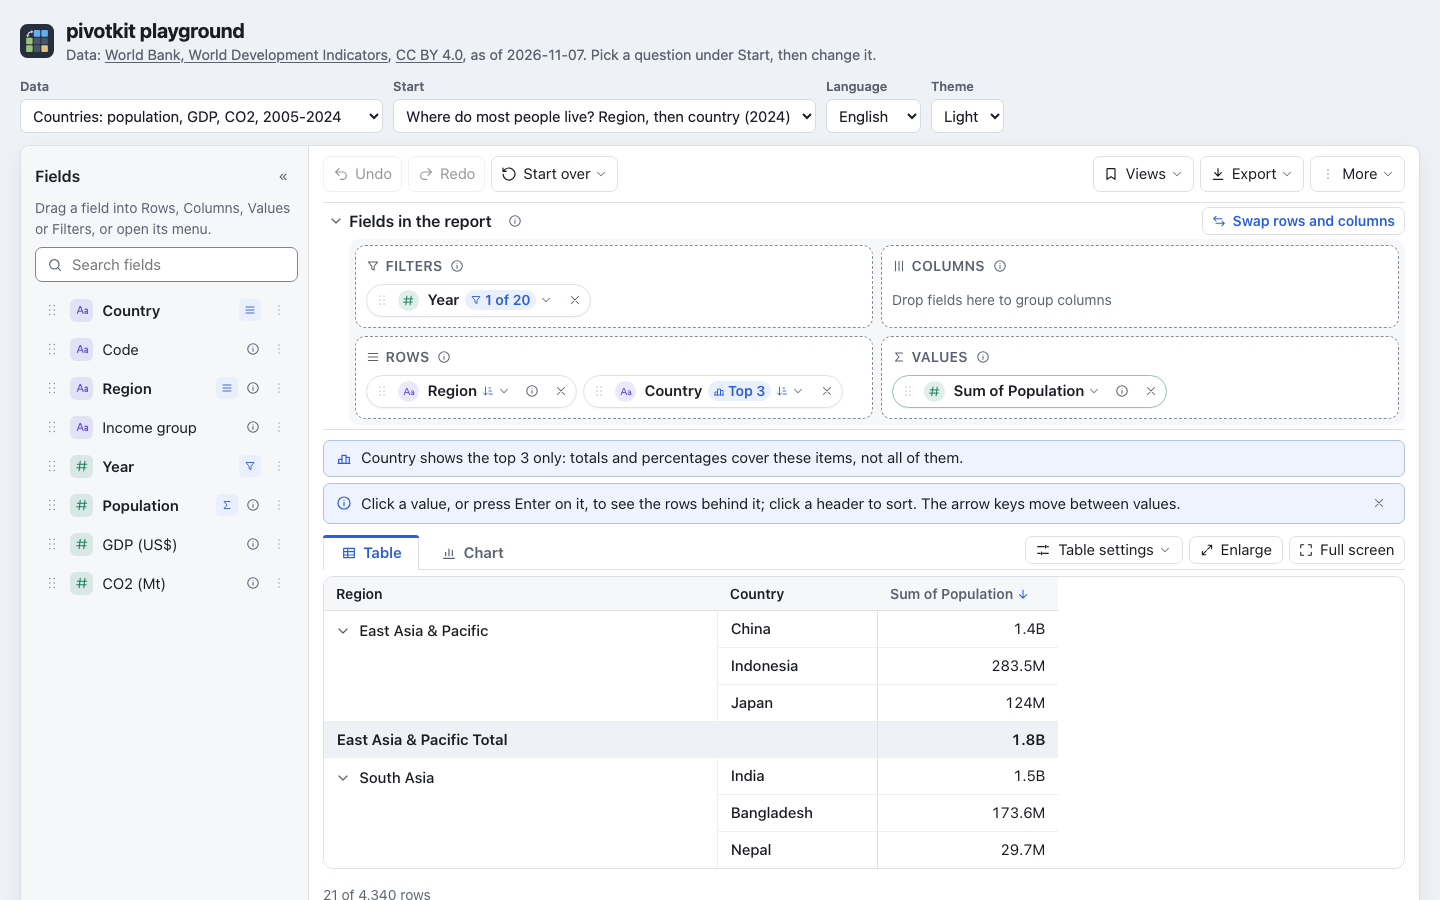 pivotkit playground
Data: World Bank, World Development Indicators, CC BY 4.0, as of 2026-11-07. Pick a question under Start, then change it.
Data
Start
Language
Theme
Countries: population, GDP, CO2, 2005-2024
Where do most people live? Region, then country (2024)
English
Light
Fields
«
Drag a field into Rows, Columns, Values
or Filters, or open its menu.
Search fields
Aa Country
Aa Code
Aa Region
Aa Income group
# Year
# Population Σ
# GDP (US$)
# CO2 (Mt)
Undo
Redo
Start over
Views
Export
More
Fields in the report
Swap rows and columns
FILTERS
# Year 1 of 20
COLUMNS
Drop fields here to group columns
ROWS
Aa Region
Aa Country Top 3
Σ VALUES
# Sum of Population
Country shows the top 3 only: totals and percentages cover these items, not all of them.
Click a value, or press Enter on it, to see the rows behind it; click a header to sort. The arrow keys move between values.
Table
Chart
Table settings
Enlarge
Full screen
Region Country Sum of Population
East Asia & Pacific China 1.4B
Indonesia 283.5M
Japan 124M
East Asia & Pacific Total 1.8B
South Asia India 1.5B
Bangladesh 173.6M
Nepal 29.7M
21 of 4,340 rows